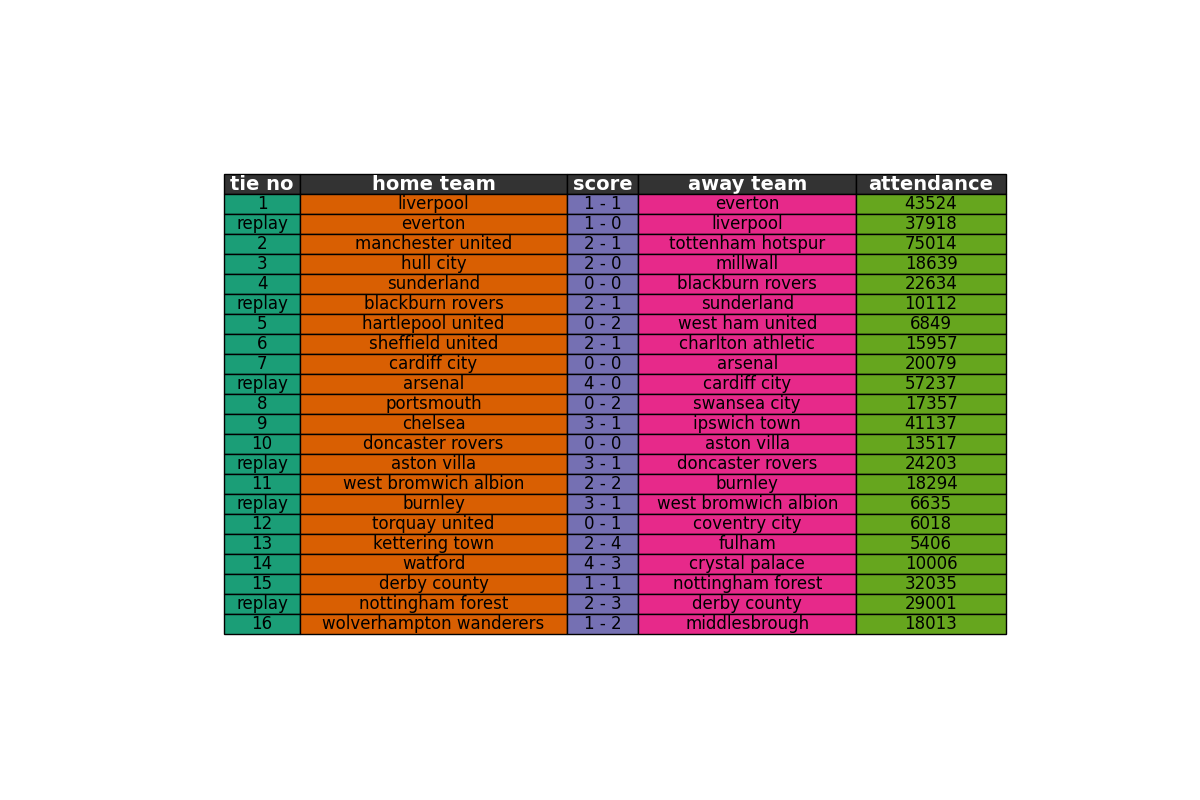 tie no home team score away team attendance
1 liverpool 1 - 1 everton 43524
replay everton 1 - 0 liverpool 37918
2 manchester united 2 - 1 tottenham hotspur 75014
3 hull city 2 - 0 millwall 18639
4 sunderland 0 - 0 blackburn rovers 22634
replay blackburn rovers 2 - 1 sunderland 10112
5 hartlepool united 0 - 2 west ham united 6849
6 sheffield united 2 - 1 charlton athletic 15957
7 cardiff city 0 - 0 arsenal 20079
replay arsenal 4 - 0 cardiff city 57237
8 portsmouth 0 - 2 swansea city 17357
9 chelsea 3 - 1 ipswich town 41137
10 doncaster rovers 0 - 0 aston villa 13517
replay aston villa 3 - 1 doncaster rovers 24203
11 west bromwich albion 2 - 2 burnley 18294
replay burnley 3 - 1 west bromwich albion 6635
12 torquay united 0 - 1 coventry city 6018
13 kettering town 2 - 4 fulham 5406
14 watford 4 - 3 crystal palace 10006
15 derby county 1 - 1 nottingham forest 32035
replay nottingham forest 2 - 3 derby county 29001
16 wolverhampton wanderers 1 - 2 middlesbrough 18013